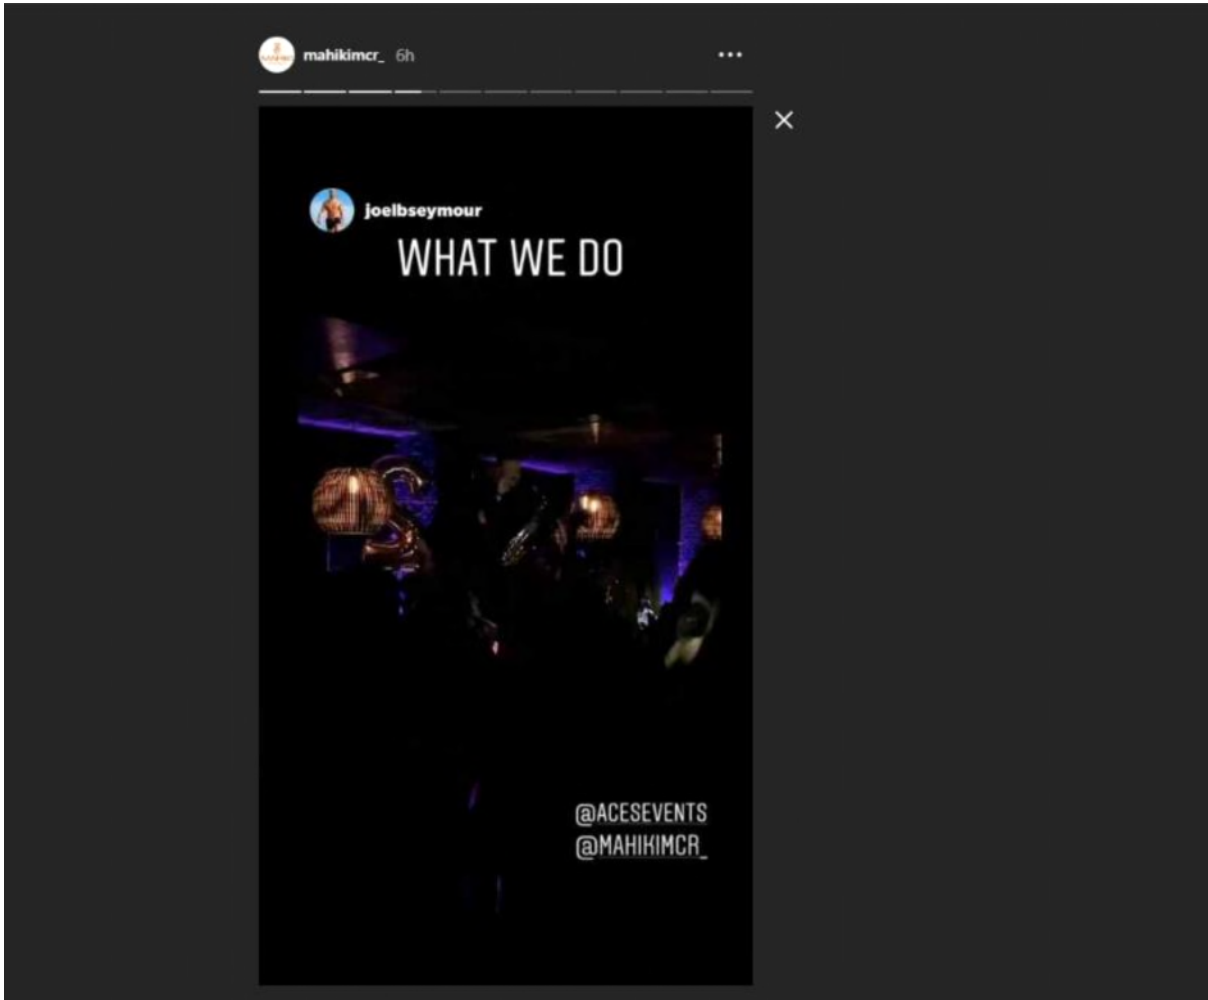 mahikimcr_ 6h
joelbseymour
WHAT WE DO
@ACESEVENTS
@MAHIKIMCR_